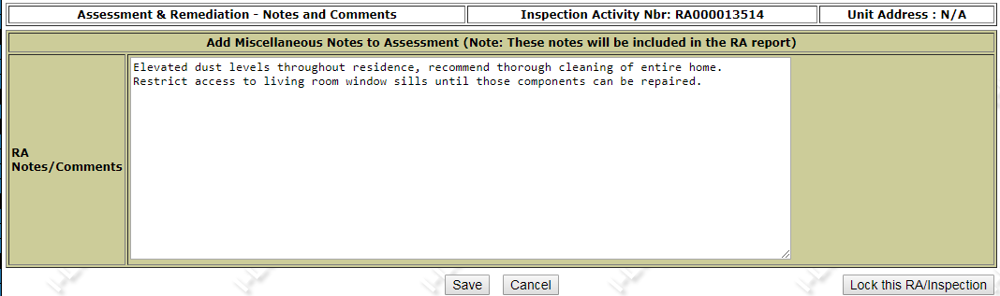 Assessment & Remediation - Notes and Comments Inspection Activity Nbr: RA000013514 Unit Address : N/A
Add Miscellaneous Notes to Assessment (Note: These notes will be included in the RA report)
Elevated dust levels throughout residence, recommend thorough cleaning of entire home.
Restrict access to living room window sills until those components can be repaired.
RA
Notes/Comments
Save Cancel Lock this RA/Inspection